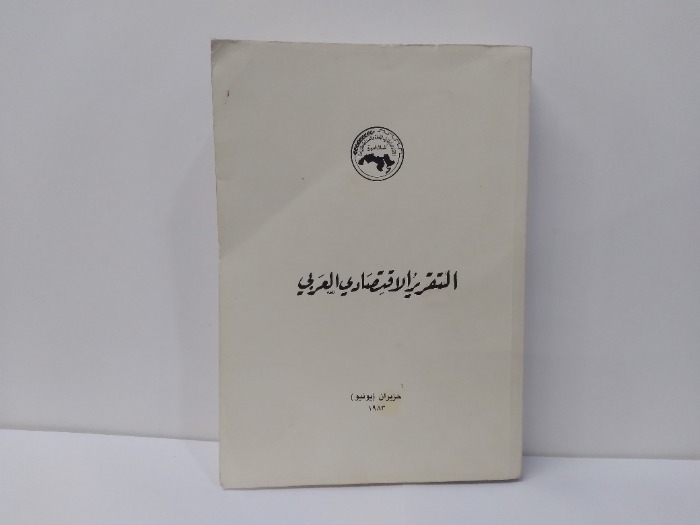 التقرير الاقتصادي العربي
حزيران (يونيو)
١٩٨٣